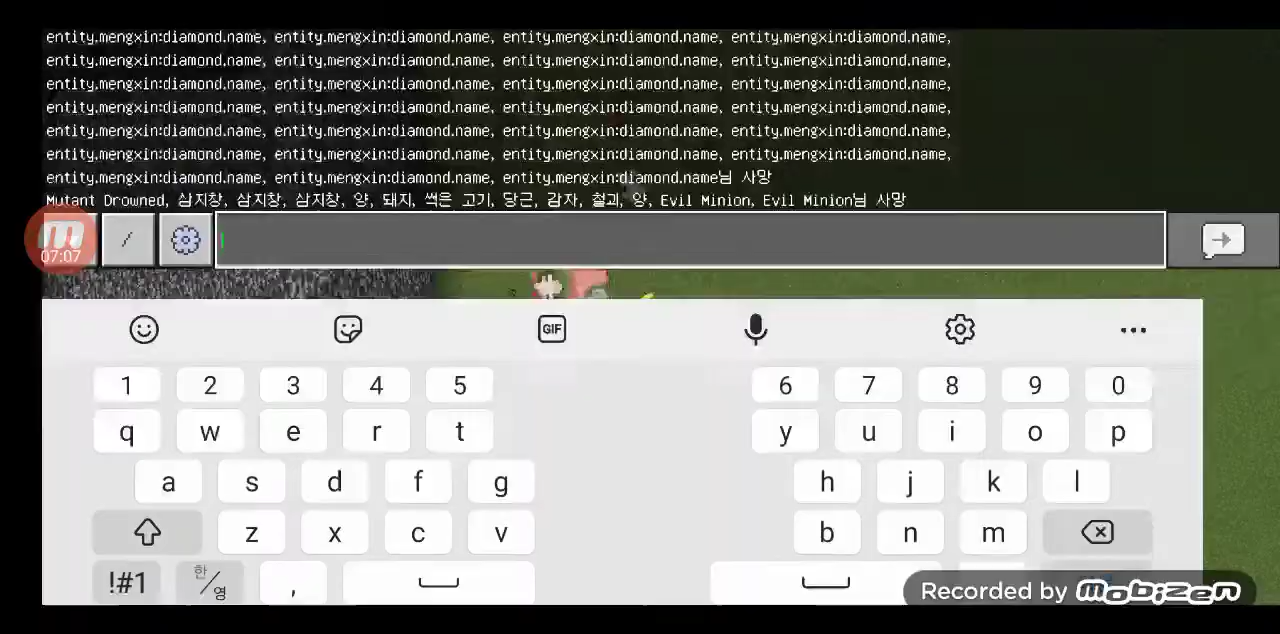 entity.mengxin:diamond.name, entity.mengxin:diamond.name, entity.mengxin:diamond.name, entity.mengxin:diamond.name,
entity.mengxin:diamond.name, entity.mengxin:diamond.name, entity.mengxin:diamond.name, entity.mengxin:diamond.name,
entity.mengxin:diamond.name, entity.mengxin:diamond.name, entity.mengxin:diamond.name, entity.mengxin:diamond.name,
entity.mengxin:diamond.name, entity.mengxin:diamond.name, entity.mengxin:diamond.name, entity.mengxin:diamond.name,
entity.mengxin:diamond.name, entity.mengxin:diamond.name, entity.mengxin:diamond.name, entity.mengxin:diamond.name,
entity.mengxin:diamond.name, entity.mengxin:diamond.name, entity.mengxin:diamond.name, entity.mengxin:diamond.name,
entity.mengxin:diamond.name, entity.mengxin:diamond.name, entity.mengxin:diamond.name님 사망
Mutant Drowned, 삼지창, 삼지창, 삼지창, 양, 돼지, 썩은 고기, 당근, 감자, 철괴, 양, Evil Minion, Evil Minion님 사망
07:07
/
GIF
1 2 3 4 5 6 7 8 9 0
q w e r t y u i o p
a s d f g h j k l
z x c v b n m
!#1 한/영 ,
Recorded by mobizen